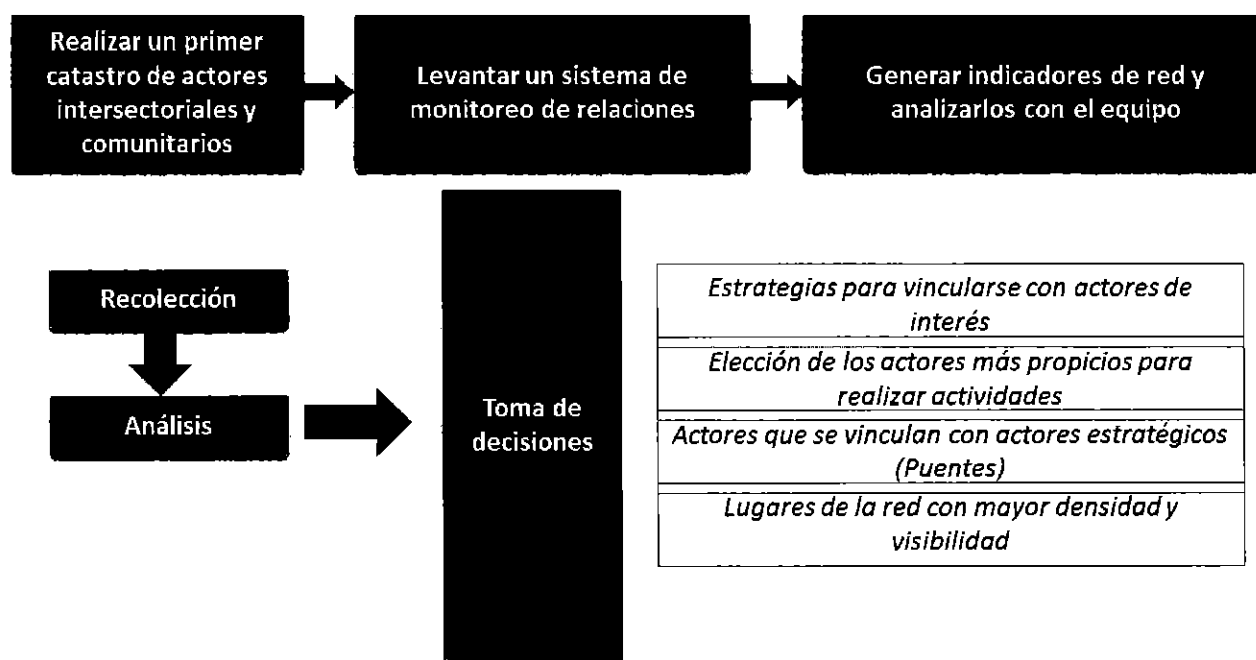 Realizar un primer
catastro de actores
intersectoriales y
comunitarios
Levantar un sistema de
monitoreo de relaciones
Generar indicadores de red y
analizarlos con el equipo
Recolección
Análisis
Toma de
decisiones
Estrategias para vincularse con actores de
interés
Elección de los actores más propicios para
realizar actividades
Actores que se vinculan con actores estratégicos
(Puentes)
Lugares de la red con mayor densidad y
visibilidad